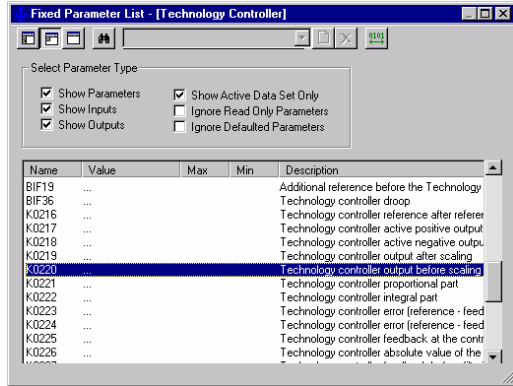 Fixed Parameter List - [Technology Controller]
0101
Select Parameter Type
Show Parameters
Show Active Data Set Only
Show Inputs
Ignore Read Only Parameters
Show Outputs
Ignore Defaulted Parameters
Name Value Max Min Description
BIF19 ... Additional reference before the Technology
BIF36 ... Technology controller droop
K0216 ... Technology controller reference after referer
K0217 ... Technology controller active positive output
K0218 ... Technology controller active negative outpu
K0219 ... Technology controller output after scaling
K0220 ... Technology controller output before scaling
K0221 ... Technology controller proportional part
K0222 ... Technology controller integral part
K0223 ... Technology controller error (reference - feed
K0224 ... Technology controller error (reference - feed
K0225 ... Technology controller feedback at the contr
K0226 ... Technology controller absolute value of the